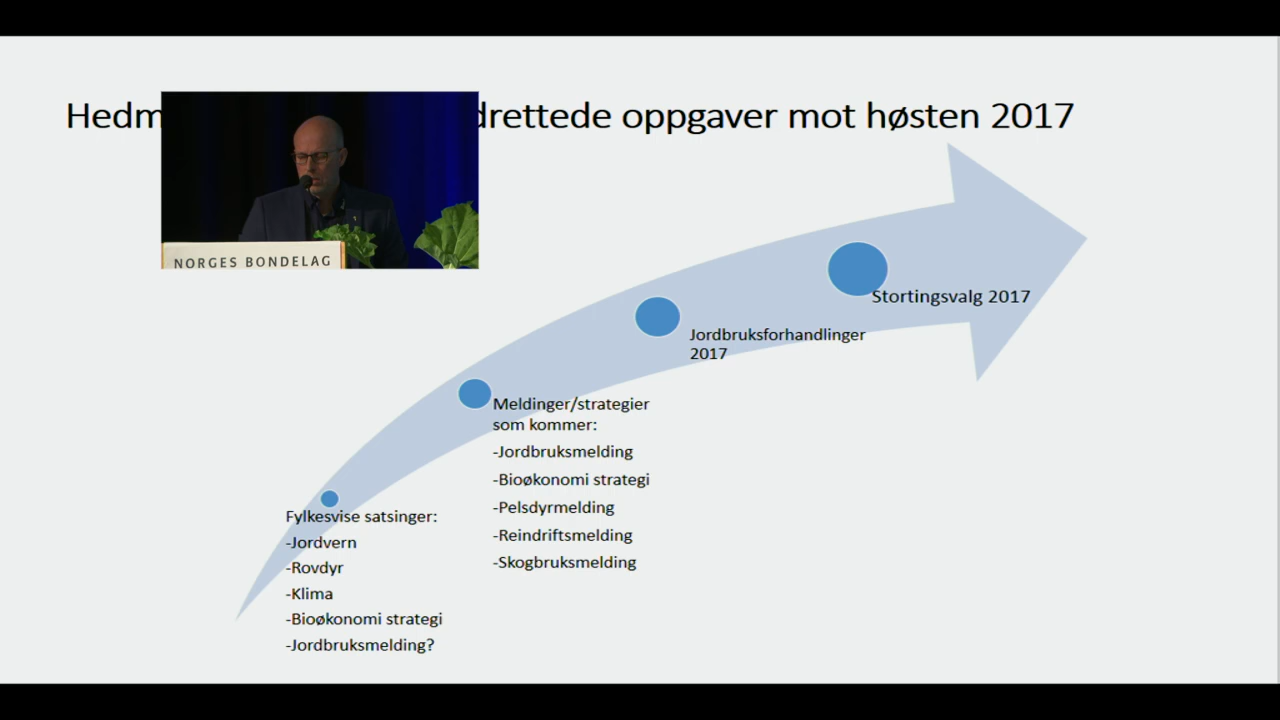 Hedm drettede oppgaver mot høsten 2017
NORGES BONDELAG
Stortingsvalg 2017
Jordbruksforhandlinger
2017
Meldinger/strategier
som kommer:
-Jordbruksmelding
-Bioøkonomi strategi
-Pelsdyrmelding
-Reindriftsmelding
-Skogbruksmelding
Fylkesvise satsinger:
-Jordvern
-Rovdyr
-Klima
-Bioøkonomi strategi
-Jordbruksmelding?